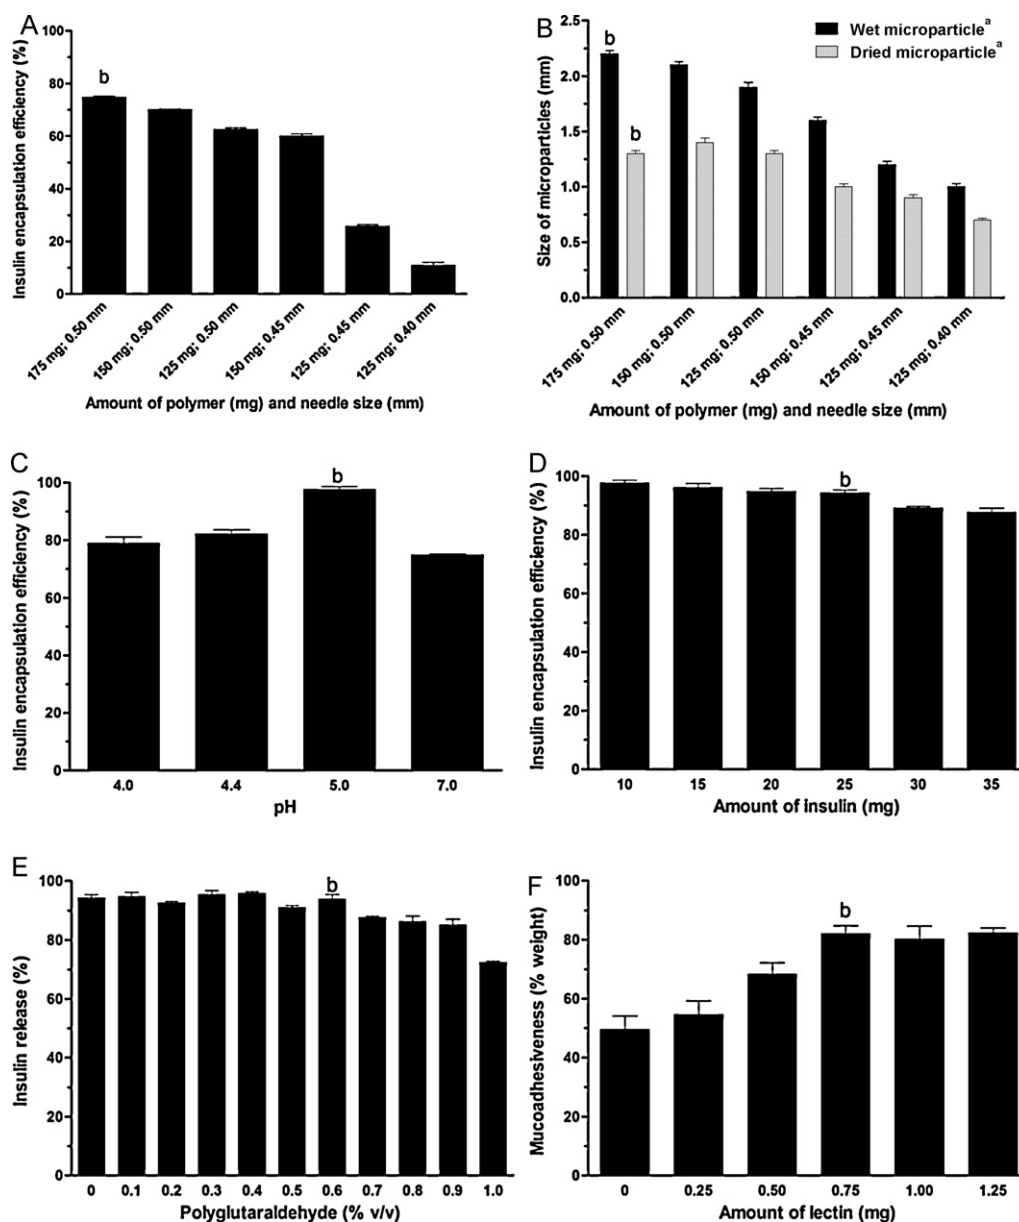 A
Insulin encapsulation efficiency (%)
100
80
60
40
20
0
b
175 mg; 0.50 mm
150 mg; 0.50 mm
125 mg; 0.50 mm
150 mg; 0.45 mm
125 mg; 0.45 mm
125 mg; 0.40 mm
Amount of polymer (mg) and needle size (mm)
B
Size of microparticles (mm)
2.5
2.0
1.5
1.0
0.5
0.0
b
b
Wet microparticle^a
Dried microparticle^a
175 mg; 0.50 mm
150 mg; 0.50 mm
125 mg; 0.50 mm
150 mg; 0.45 mm
125 mg; 0.45 mm
125 mg; 0.40 mm
Amount of polymer (mg) and needle size (mm)
C
Insulin encapsulation efficiency (%)
100
80
60
40
20
0
b
4.0 4.4 5.0 7.0
pH
D
Insulin encapsulation efficiency (%)
100
80
60
40
20
0
b
10 15 20 25 30 35
Amount of insulin (mg)
E
Insulin release (%)
100
80
60
40
20
0
b
0 0.1 0.2 0.3 0.4 0.5 0.6 0.7 0.8 0.9 1.0
Polyglutaraldehyde (% v/v)
F
Mucoadhesiveness (% weight)
100
80
60
40
20
0
b
0 0.25 0.50 0.75 1.00 1.25
Amount of lectin (mg)